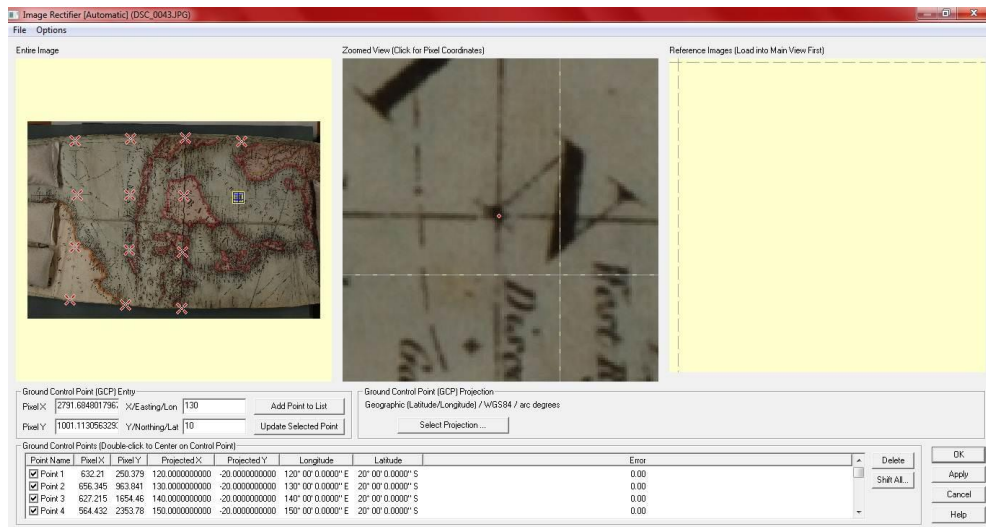 Image Rectifier [Automatic] (DSC_0043.JPG)
File Options
Entire Image
Zoomed View (Click for Pixel Coordinates)
Reference Images (Load into Main View First)
Ground Control Point (GCP) Entry
Pixel X 2791.6848017967 X/Easting/Lon 130 Add Point to List
Pixel Y 1001.1130563293 Y/Northing/Lat 10 Update Selected Point
Ground Control Point (GCP) Projection
Geographic (Latitude/Longitude) / WGS84 / arc degrees
Select Projection ...
Ground Control Points (Double-click to Center on Control Point)
Point Name Pixel X Pixel Y Projected X Projected Y Longitude Latitude Error
Point 1 632.21 250.379 120.0000000000 -20.0000000000 120° 00' 0.0000" E 20° 00' 0.0000" S 0.00
Point 2 656.345 963.841 130.0000000000 -20.0000000000 130° 00' 0.0000" E 20° 00' 0.0000" S 0.00
Point 3 627.215 1654.46 140.0000000000 -20.0000000000 140° 00' 0.0000" E 20° 00' 0.0000" S 0.00
Point 4 564.432 2353.78 150.0000000000 -20.0000000000 150° 00' 0.0000" E 20° 00' 0.0000" S 0.00
Delete
Shift All...
OK
Apply
Cancel
Help